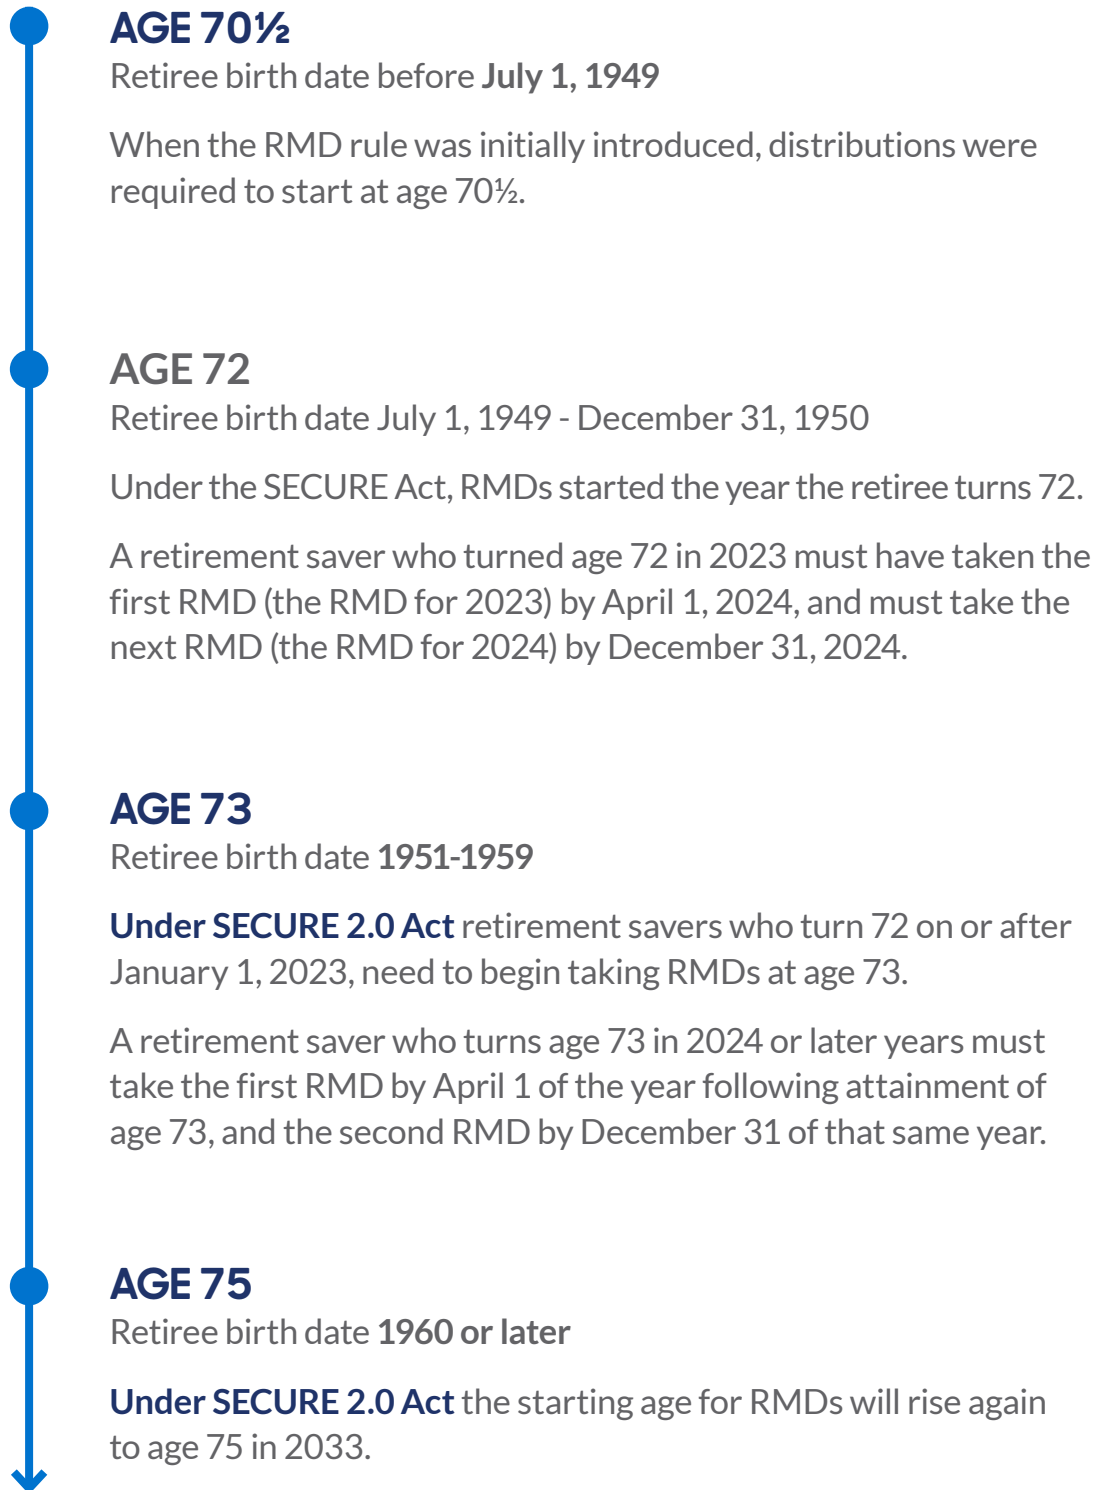 AGE 70½
Retiree birth date before July 1, 1949
When the RMD rule was initially introduced, distributions were
required to start at age 70½.
AGE 72
Retiree birth date July 1, 1949 - December 31, 1950
Under the SECURE Act, RMDs started the year the retiree turns 72.
A retirement saver who turned age 72 in 2023 must have taken the
first RMD (the RMD for 2023) by April 1, 2024, and must take the
next RMD (the RMD for 2024) by December 31, 2024.
AGE 73
Retiree birth date 1951-1959
Under SECURE 2.0 Act retirement savers who turn 72 on or after
January 1, 2023, need to begin taking RMDs at age 73.
A retirement saver who turns age 73 in 2024 or later years must
take the first RMD by April 1 of the year following attainment of
age 73, and the second RMD by December 31 of that same year.
AGE 75
Retiree birth date 1960 or later
Under SECURE 2.0 Act the starting age for RMDs will rise again
to age 75 in 2033.